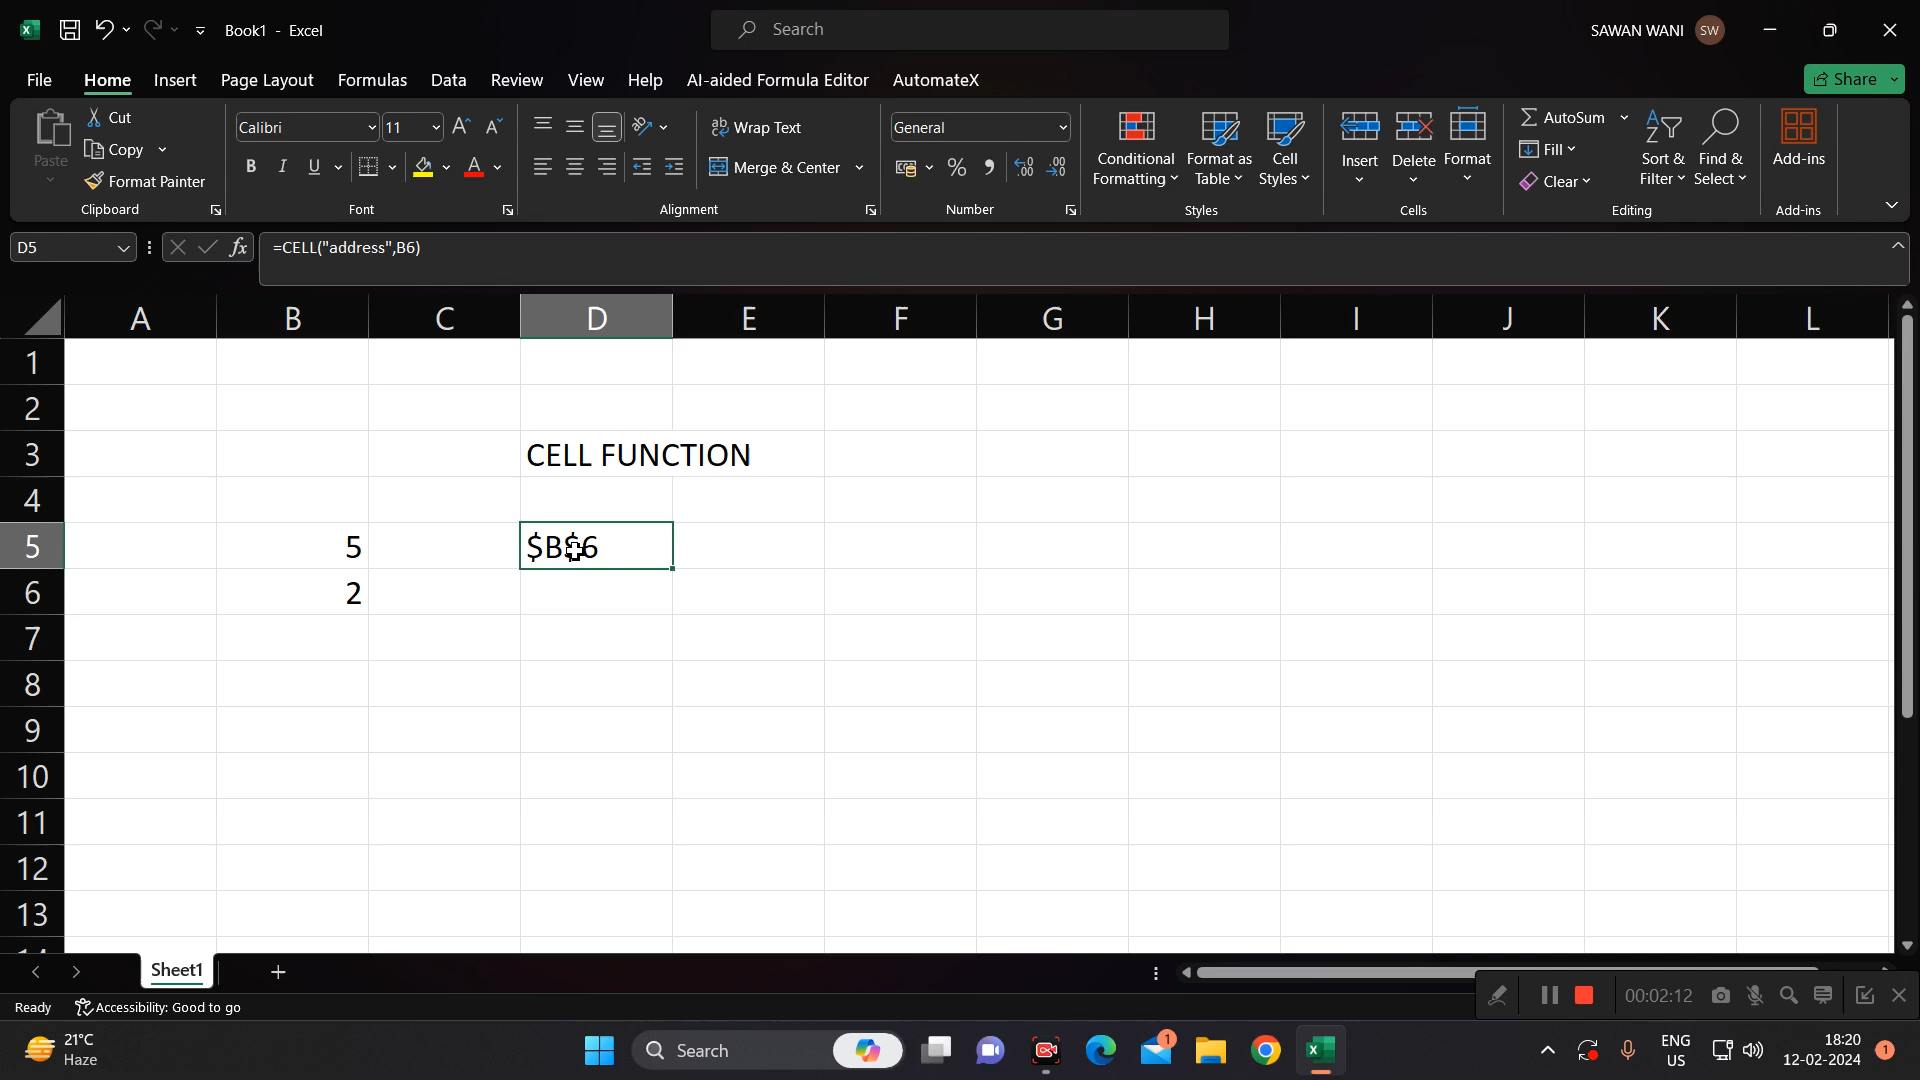 Book1 - Excel
Search
SAWAN WANI SW
File Home Insert Page Layout Formulas Data Review View Help AI-aided Formula Editor AutomateX
Share
Paste
Cut
Copy
Format Painter
Clipboard
Calibri 11
B I U
Font
Wrap Text
Merge & Center
Alignment
General
Number
Conditional Formatting
Format as Table
Cell Styles
Styles
Insert
Delete
Format
Cells
AutoSum
Fill
Clear
Sort & Filter
Find & Select
Editing
Add-ins
Add-ins
D5
fx
=CELL("address",B6)
A B C D E F G H I J K L
1
2
3 CELL FUNCTION
4
5 5 $B$6
6 2
7
8
9
10
11
12
13
Sheet1
Ready Accessibility: Good to go
00:02:12
21°C
Haze
Search
1
ENG
US
18:20
12-02-2024
1